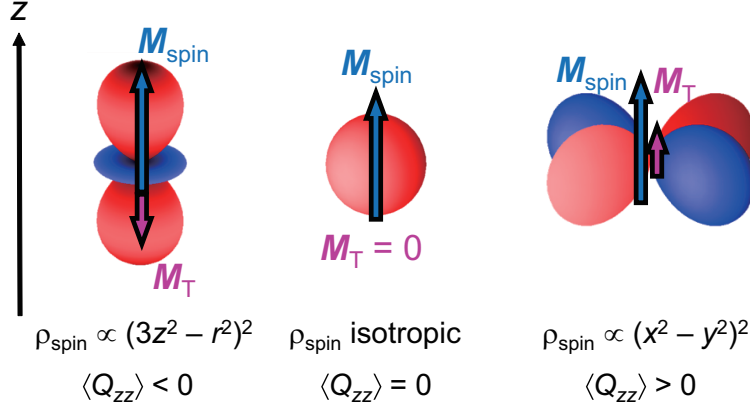 z
M_spin
M_T
M_spin
M_T = 0
M_spin
M_T
ρ_spin ∝ (3z² – r²)²
ρ_spin isotropic
ρ_spin ∝ (x² – y²)²
⟨Q_zz⟩ < 0
⟨Q_zz⟩ = 0
⟨Q_zz⟩ > 0